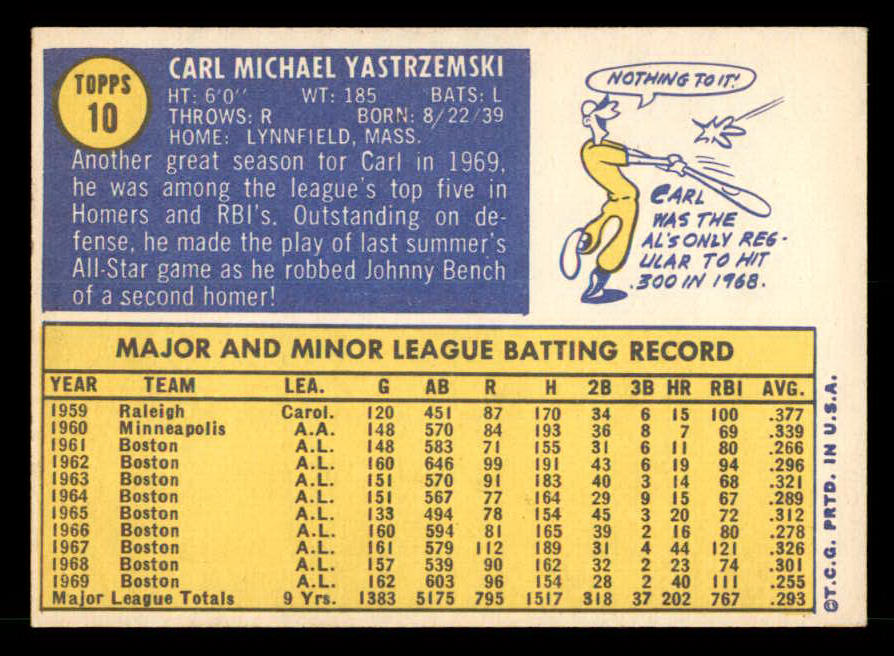 TOPPS
10
CARL MICHAEL YASTRZEMSKI
HT: 6'0" WT: 185 BATS: L
THROWS: R BORN: 8/22/39
HOME: LYNNFIELD, MASS.
Another great season for Carl in 1969,
he was among the league's top five in
Homers and RBI's. Outstanding on de-
fense, he made the play of last summer's
All-Star game as he robbed Johnny Bench
of a second homer!
NOTHING TO IT!
CARL
WAS THE
AL'S ONLY REG-
ULAR TO HIT
.300 IN 1968.
MAJOR AND MINOR LEAGUE BATTING RECORD
YEAR TEAM LEA. G AB R H 2B 3B HR RBI AVG.
1959 Raleigh Carol. 120 451 87 170 34 6 15 100 .377
1960 Minneapolis A.A. 148 570 84 193 36 8 7 69 .339
1961 Boston A.L. 148 583 71 155 31 6 11 80 .266
1962 Boston A.L. 160 646 99 191 43 6 19 94 .296
1963 Boston A.L. 151 570 91 183 40 3 14 68 .321
1964 Boston A.L. 151 567 77 164 29 9 15 67 .289
1965 Boston A.L. 133 494 78 154 45 3 20 72 .312
1966 Boston A.L. 160 594 81 165 39 2 16 80 .278
1967 Boston A.L. 161 579 112 189 31 4 44 121 .326
1968 Boston A.L. 157 539 90 162 32 2 23 74 .301
1969 Boston A.L. 162 603 96 154 28 2 40 111 .255
Major League Totals 9 Yrs. 1383 5175 795 1517 318 37 202 767 .293
©T.C.G. PRTD. IN U.S.A.